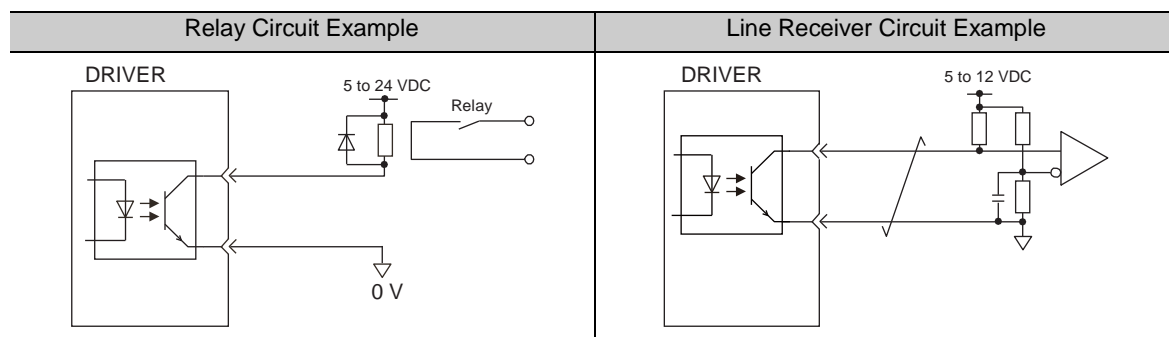 Relay Circuit Example
Line Receiver Circuit Example
DRIVER
5 to 24 VDC
Relay
0 V
DRIVER
5 to 12 VDC